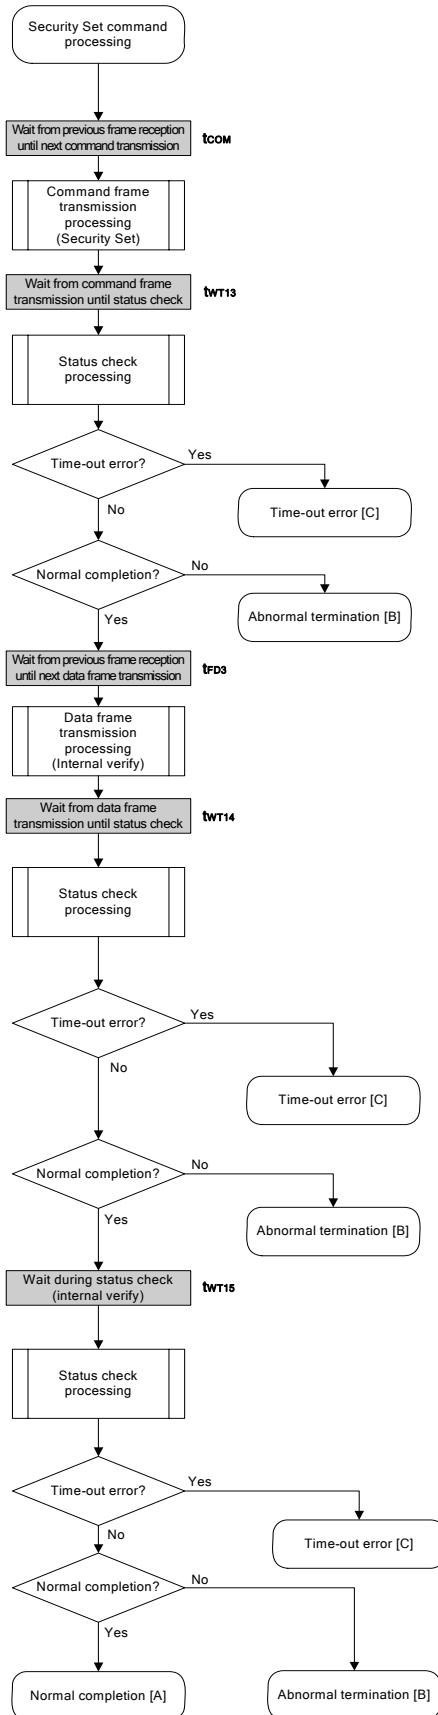 Security Set command
processing
Wait from previous frame reception
until next command transmission
tCOM
Command frame
transmission
processing
(Security Set)
Wait from command frame
transmission until status check
tWT13
Status check
processing
Time-out error?
Yes
Time-out error [C]
No
Normal completion?
No
Abnormal termination [B]
Yes
Wait from previous frame reception
until next data frame transmission
tFD3
Data frame
transmission
processing
(Internal verify)
Wait from data frame
transmission until status check
tWT14
Status check
processing
Time-out error?
Yes
No
Time-out error [C]
Normal completion?
No
Abnormal termination [B]
Yes
Wait during status check
(internal verify)
tWT15
Status check
processing
Time-out error?
Yes
No
Time-out error [C]
Normal completion?
No
Yes
Normal completion [A]
Abnormal termination [B]